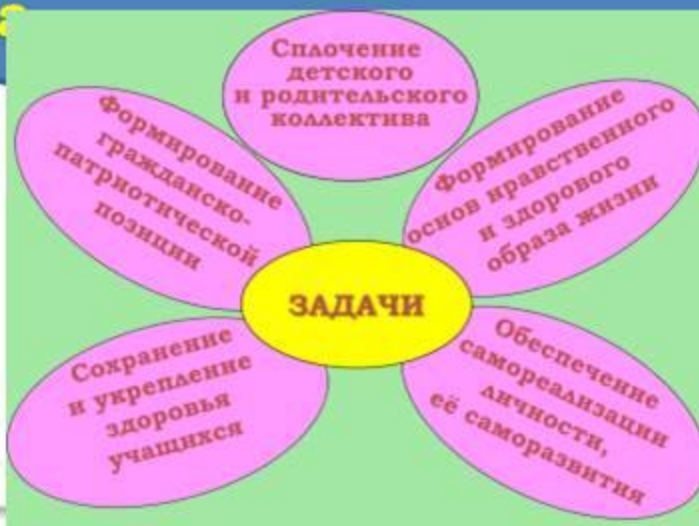 а
Сплочение
детского
и родительского
коллектива
Формирование
гражданско-
патриотической
позиции
Формирование
основ нравственного
и здорового
образа жизни
ЗАДАЧИ
Сохранение
и укрепление
здоровья
учащихся
Обеспечение
самореализации
личности,
её саморазвития